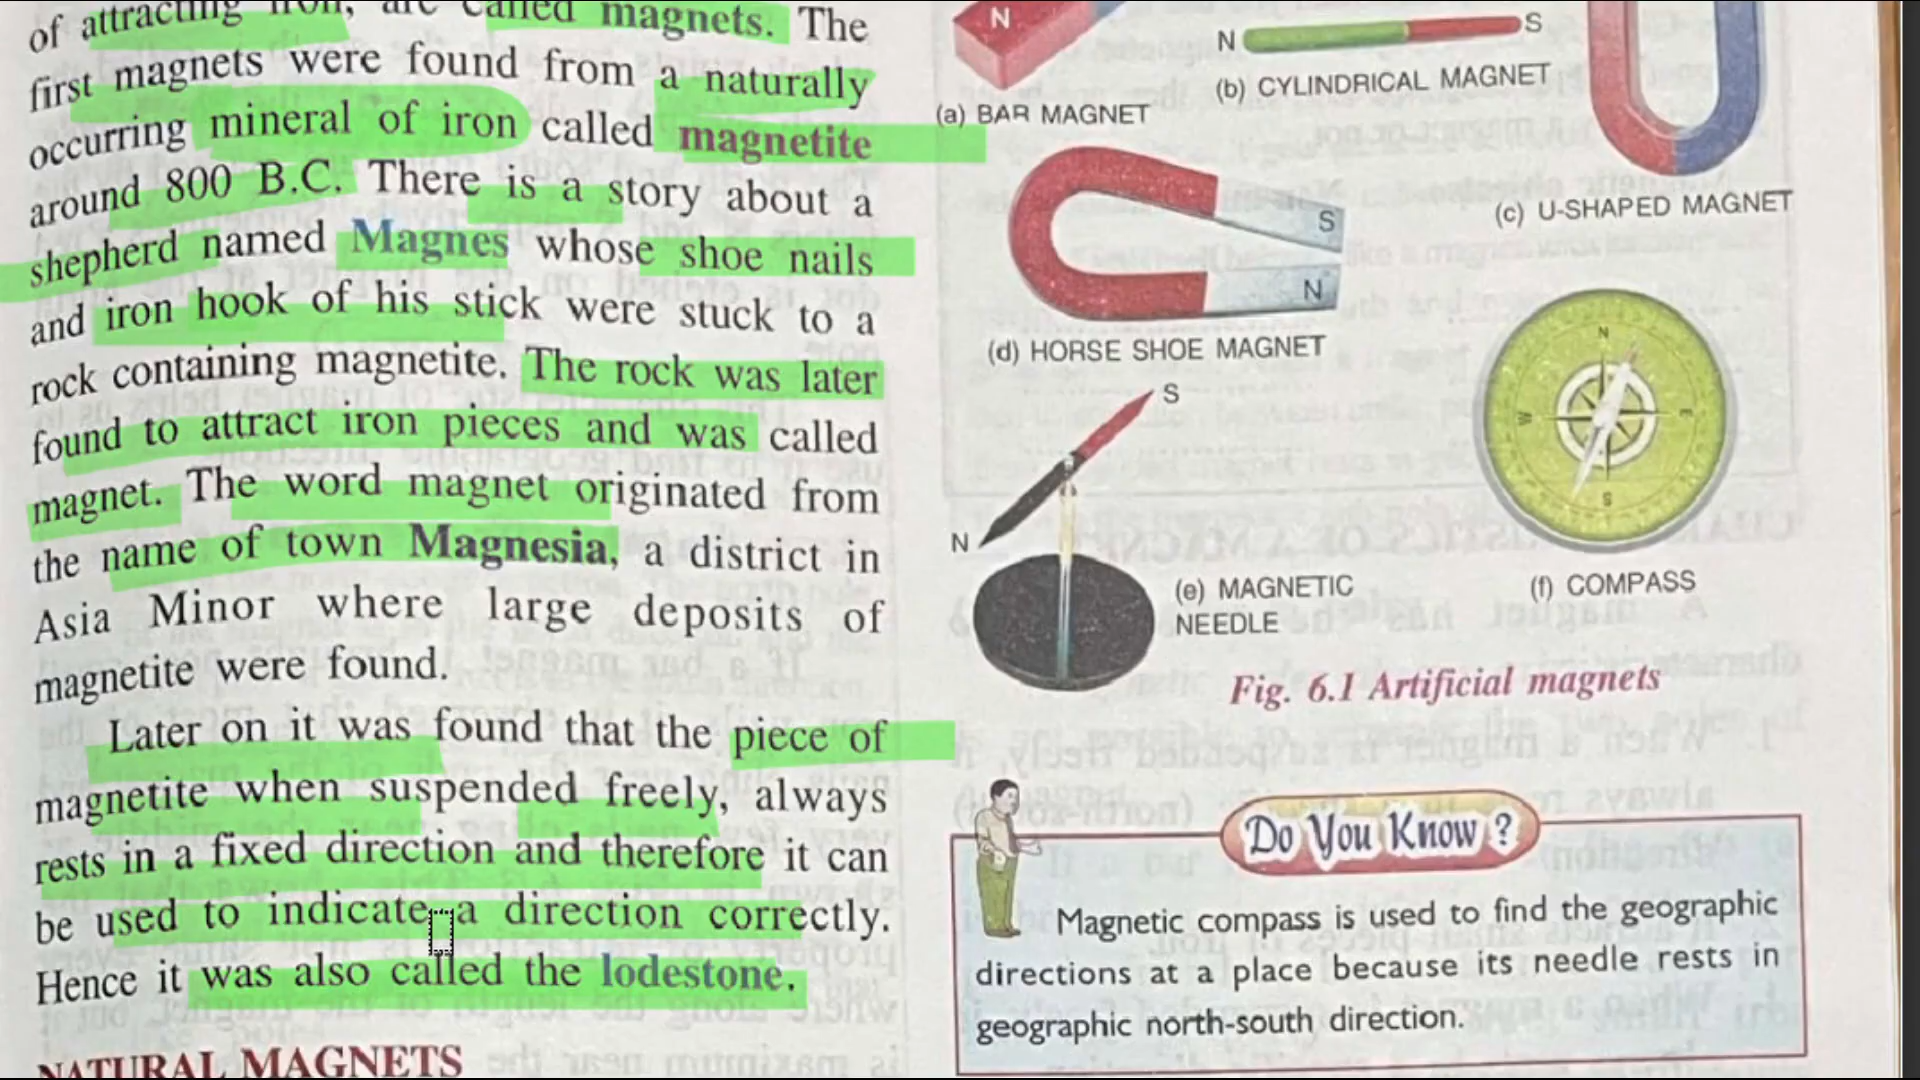 of attracting iron, are called magnets. The
first magnets were found from a naturally
occurring mineral of iron called magnetite
around 800 B.C. There is a story about a
shepherd named Magnes whose shoe nails
and iron hook of his stick were stuck to a
rock containing magnetite. The rock was later
found to attract iron pieces and was called
magnet. The word magnet originated from
the name of town Magnesia, a district in
Asia Minor where large deposits of
magnetite were found.
Later on it was found that the piece of
magnetite when suspended freely, always
rests in a fixed direction and therefore it can
be used to indicate a direction correctly.
Hence it was also called the lodestone.
NATURAL MAGNETS
N
(a) BAR MAGNET
N
S
(b) CYLINDRICAL MAGNET
(c) U-SHAPED MAGNET
S
N
(d) HORSE SHOE MAGNET
S
N
(e) MAGNETIC
NEEDLE
N
W
E
S
(f) COMPASS
Fig. 6.1 Artificial magnets
Do You Know ?
Magnetic compass is used to find the geographic
directions at a place because its needle rests in
geographic north-south direction.